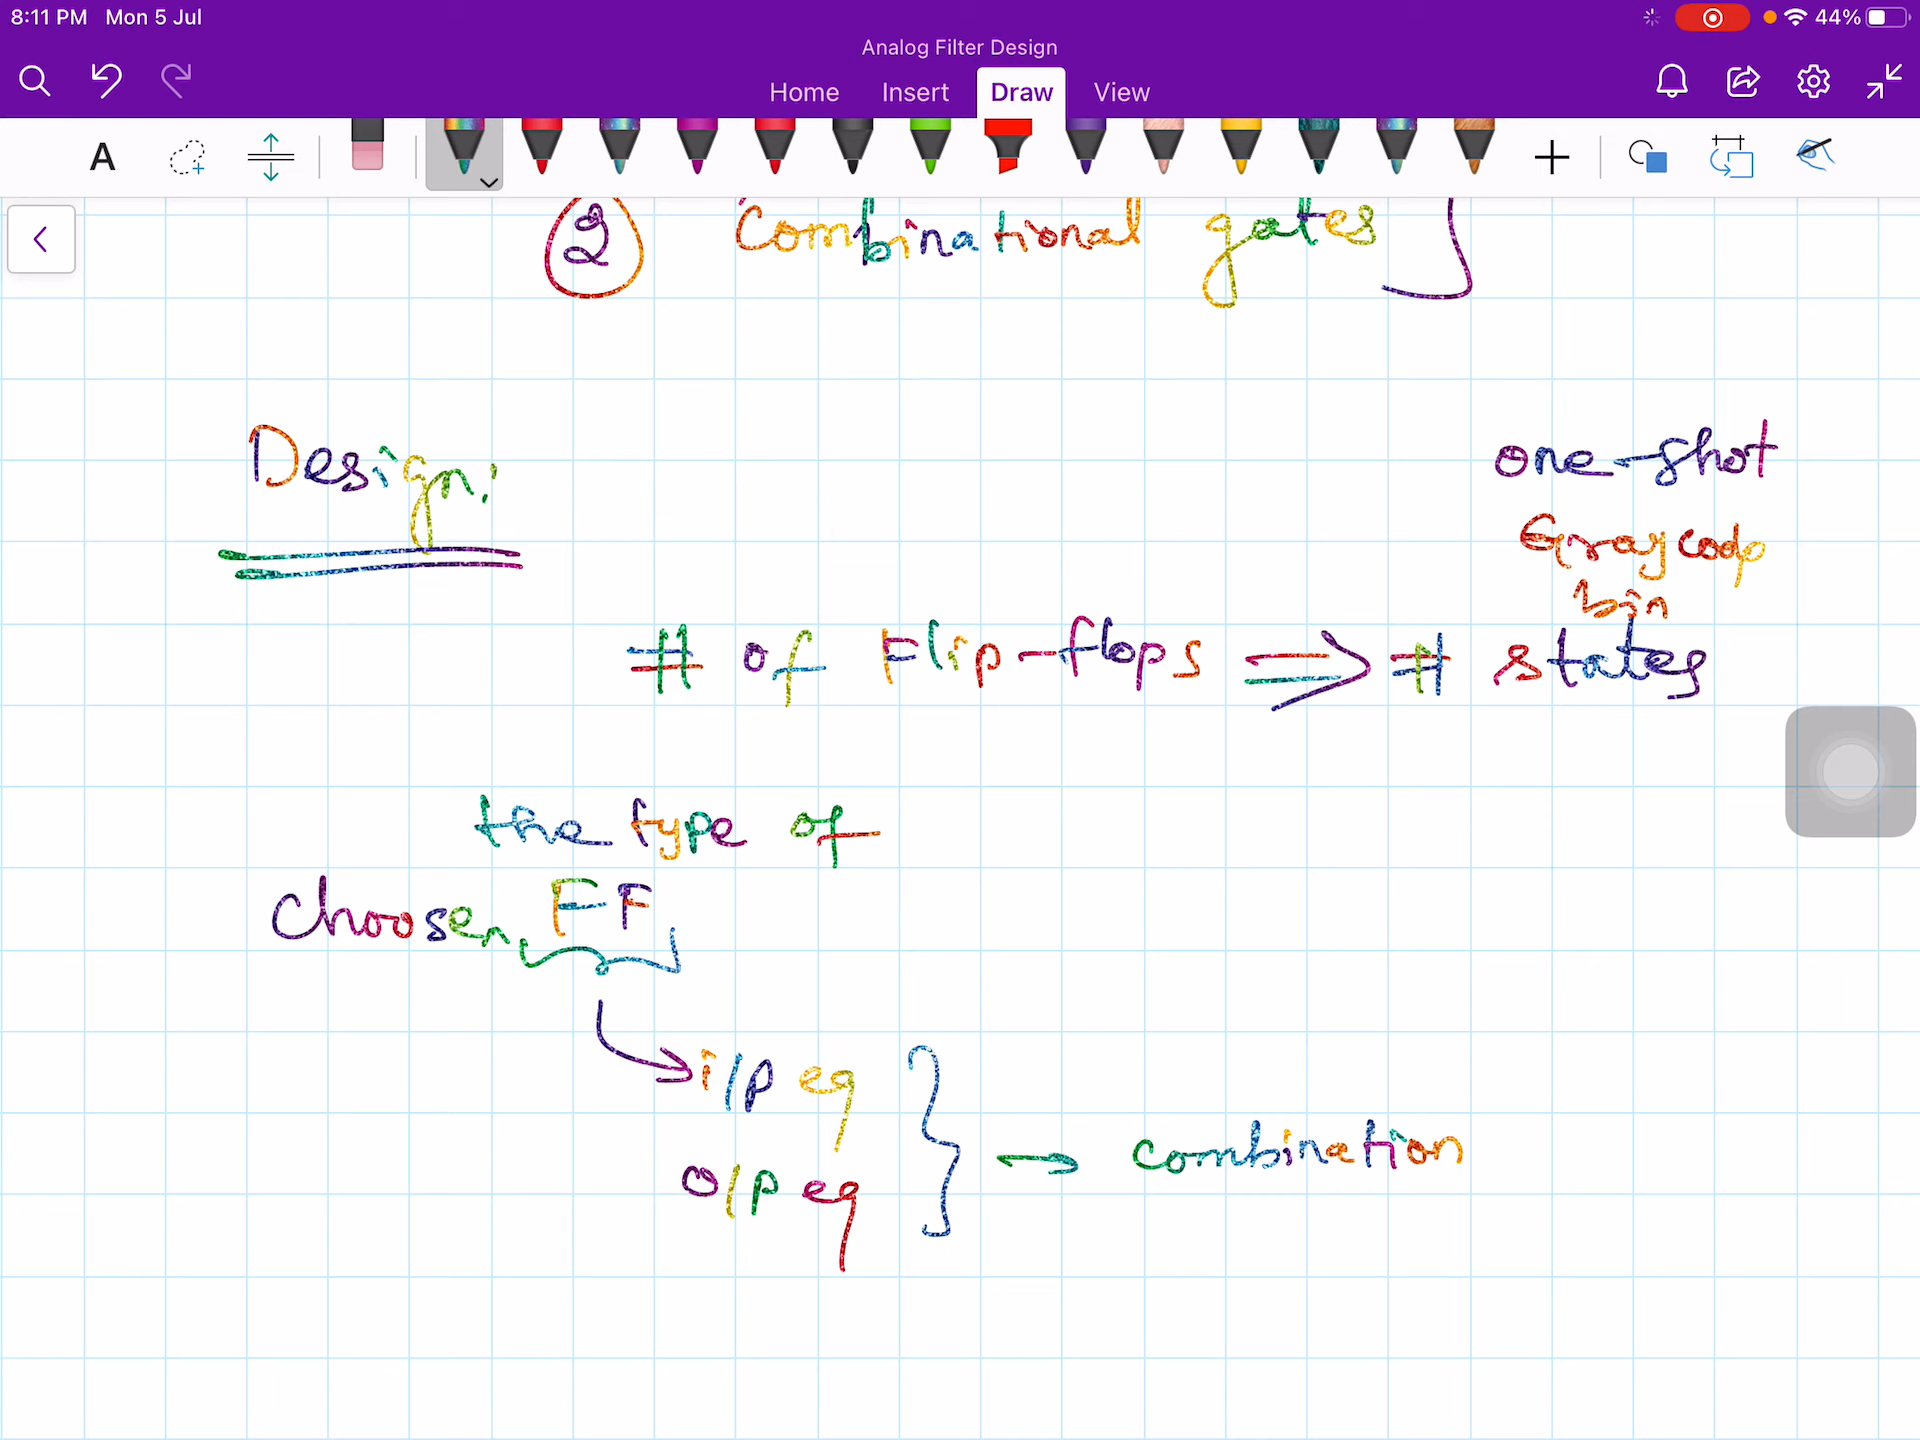 8:11 PM Mon 5 Jul
44%
Analog Filter Design
Home Insert Draw View
A
2 Combinational gates
Design:
one-shot
Gray code
bin
# of Flip-flops ⇒ # states
the type of
Choosen FF
i/p eq
o/p eq
→ combination